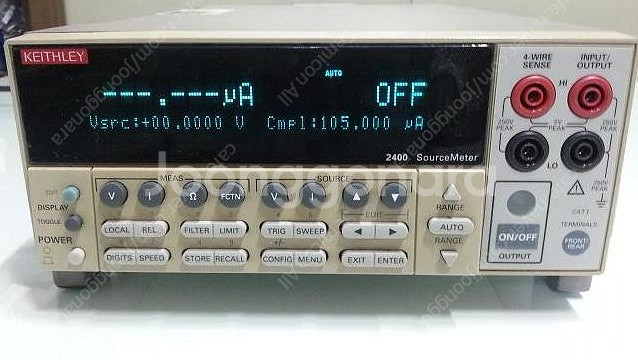 KEITHLEY
AUTO
---.---µA OFF
Vsrc:+00.0000 V Cmpl:105.000 µA
2400 SourceMeter
4-WIRE SENSE
INPUT/OUTPUT
HI
250V PEAK
5V PEAK
250V PEAK
LO
250V PEAK
CAT I
MEAS
SOURCE
EDIT
DISPLAY
TOGGLE
POWER
V I Ω FCTN V I ▲ ▼
EDIT
LOCAL REL FILTER LIMIT TRIG SWEEP ◀ ▶
+/-
DIGITS SPEED STORE RECALL CONFIG MENU EXIT ENTER
RANGE
AUTO
RANGE
ON/OFF
OUTPUT
TERMINALS
FRONT/REAR
joonggonara